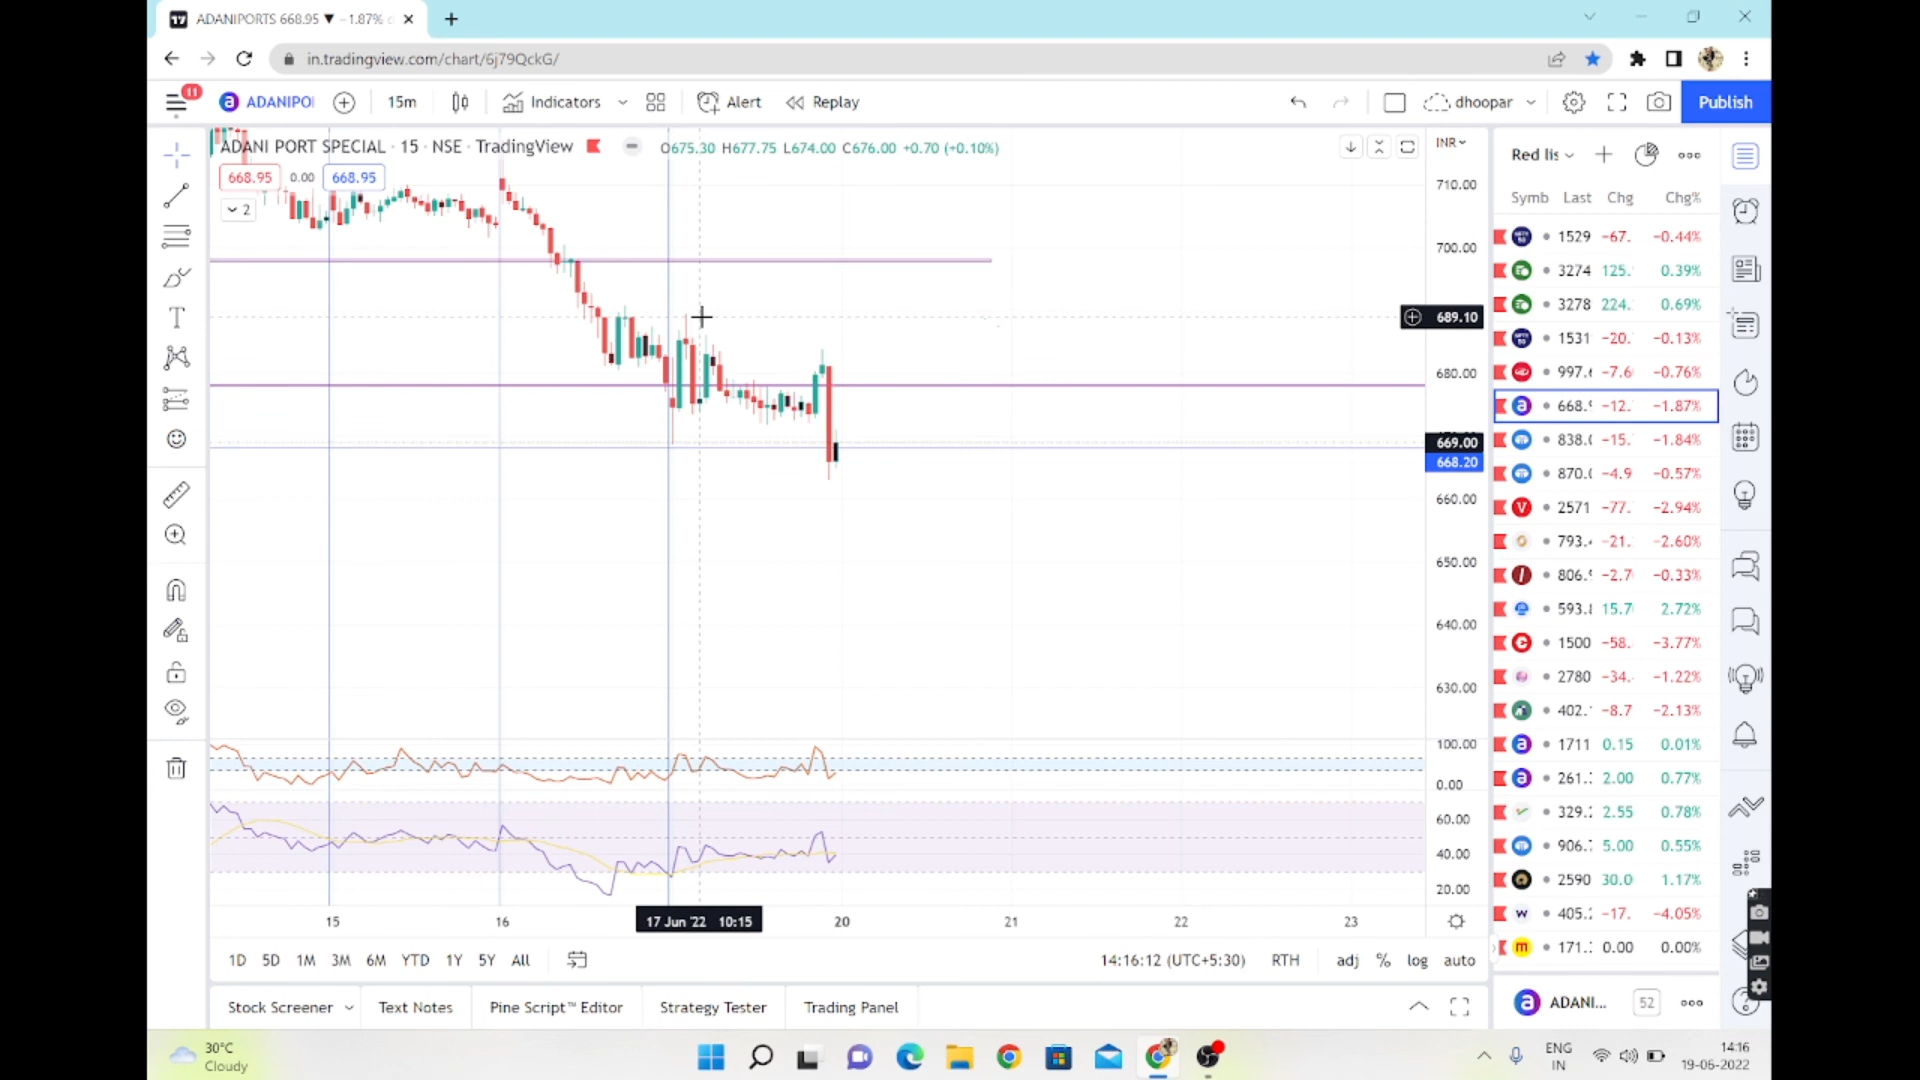 ADANIPORTS 668.95 ▼ −1.87%
in.tradingview.com/chart/6j79QckG/
11 ADANIPO 15m Indicators Alert Replay dhoopar Publish
ADANI PORT SPECIAL · 15 · NSE · TradingView O675.30 H677.75 L674.00 C676.00 +0.70 (+0.10%)
668.95 0.00 668.95
2
INR
710.00
700.00
689.10
680.00
669.00
668.20
660.00
650.00
640.00
630.00
100.00
0.00
60.00
40.00
20.00
15 16 17 Jun '22 10:15 20 21 22 23
1D 5D 1M 3M 6M YTD 1Y 5Y All 14:16:12 (UTC+5:30) RTH adj % log auto
Stock Screener Text Notes Pine Script™ Editor Strategy Tester Trading Panel
Red lis
Symb Last Chg Chg%
1529 −67. −0.44%
3274 125. 0.39%
3278 224. 0.69%
1531 −20. −0.13%
997. −7.6 −0.76%
668. −12. −1.87%
838. −15. −1.84%
870. −4.9 −0.57%
2571 −77. −2.94%
793. −21. −2.60%
806. −2.7 −0.33%
593. 15.7 2.72%
1500 −58. −3.77%
2780 −34. −1.22%
402. −8.7 −2.13%
1711 0.15 0.01%
261. 2.00 0.77%
329. 2.55 0.78%
906. 5.00 0.55%
2590 30.0 1.17%
405. −17. −4.05%
171. 0.00 0.00%
ADANI... 52
30°C
Cloudy
ENG
IN
14:16
19-06-2022